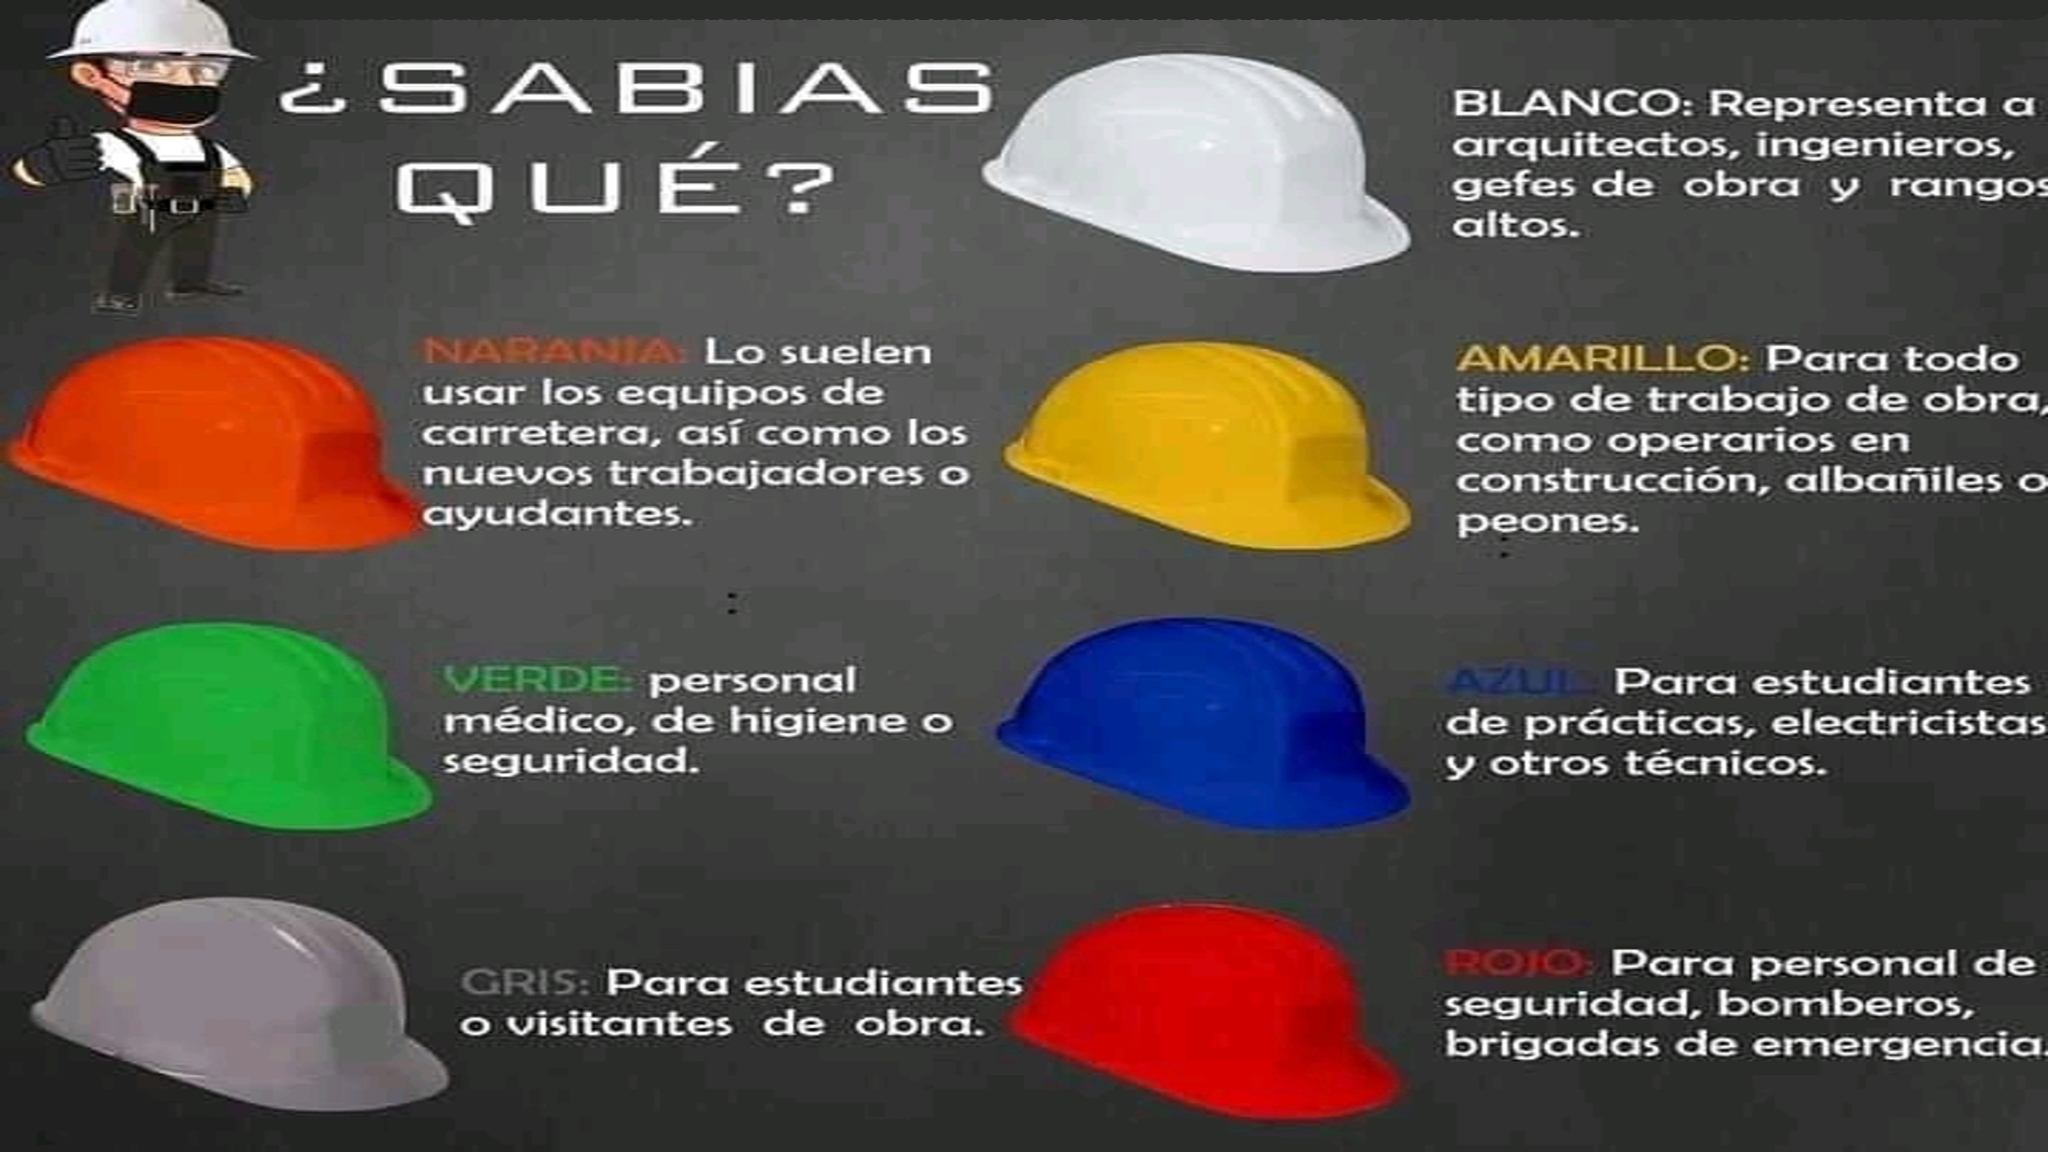 ¿SABIAS
QUÉ?
BLANCO: Representa a
arquitectos, ingenieros,
gefes de obra y rangos
altos.
NARANJA: Lo suelen
usar los equipos de
carretera, así como los
nuevos trabajadores o
ayudantes.
AMARILLO: Para todo
tipo de trabajo de obra,
como operarios en
construcción, albañiles o
peones.
:
:
VERDE: personal
médico, de higiene o
seguridad.
AZUL: Para estudiantes
de prácticas, electricistas
y otros técnicos.
GRIS: Para estudiantes
o visitantes de obra.
ROJO: Para personal de
seguridad, bomberos,
brigadas de emergencia.